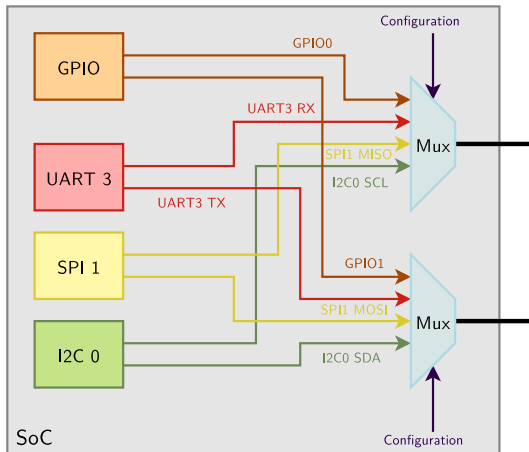 Configuration
GPIO0
GPIO
UART3 RX
Mux
SPI1 MISO
UART 3
I2C0 SCL
UART3 TX
SPI 1
GPIO1
SPI1 MOSI
Mux
I2C 0
I2C0 SDA
SoC
Configuration